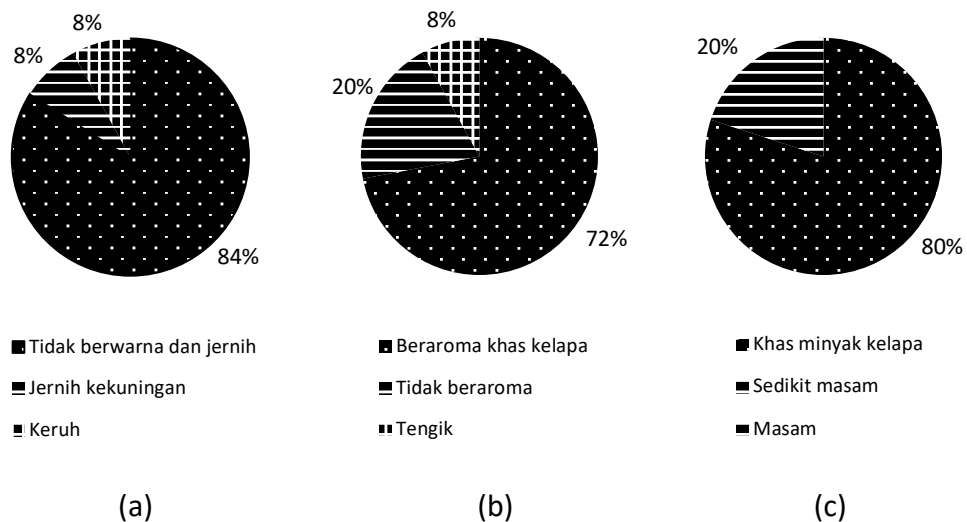 8%
8%
84%
Tidak berwarna dan jernih
Jernih kekuningan
Keruh
(a)
8%
20%
72%
Beraroma khas kelapa
Tidak beraroma
Tengik
(b)
20%
80%
Khas minyak kelapa
Sedikit masam
Masam
(c)